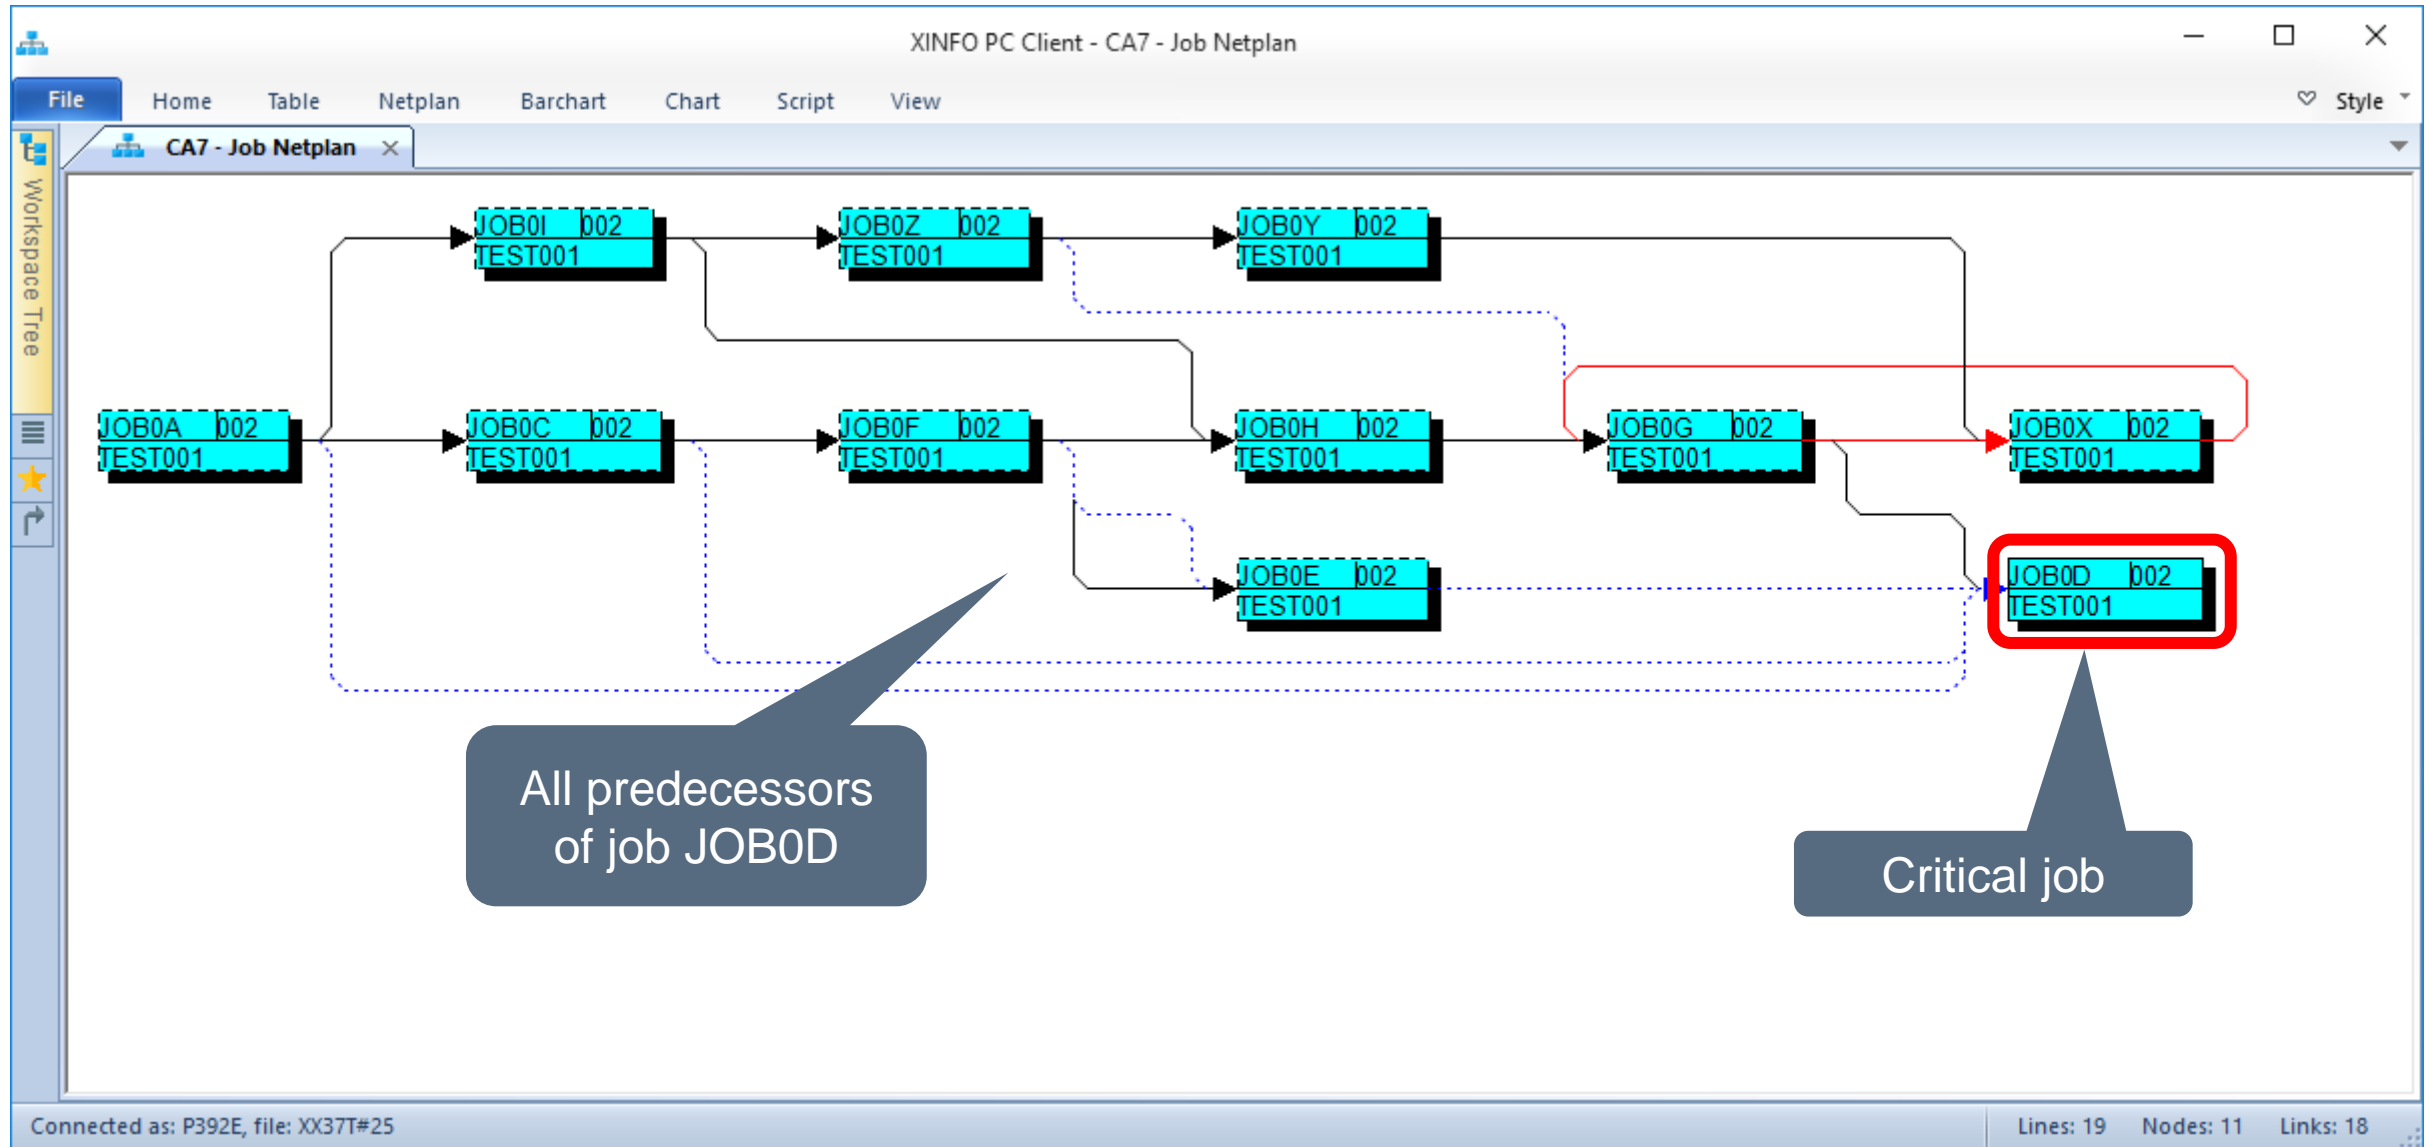 XINFO PC Client - CA7 - Job Netplan
File Home Table Netplan Barchart Chart Script View Style
CA7 - Job Netplan
Workspace Tree
JOB0I 002
TEST001
JOB0Z 002
TEST001
JOB0Y 002
TEST001
JOB0A 002
TEST001
JOB0C 002
TEST001
JOB0F 002
TEST001
JOB0H 002
TEST001
JOB0G 002
TEST001
JOB0X 002
TEST001
JOB0E 002
TEST001
JOB0D 002
TEST001
All predecessors
of job JOB0D
Critical job
Connected as: P392E, file: XX37T#25
Lines: 19 Nodes: 11 Links: 18